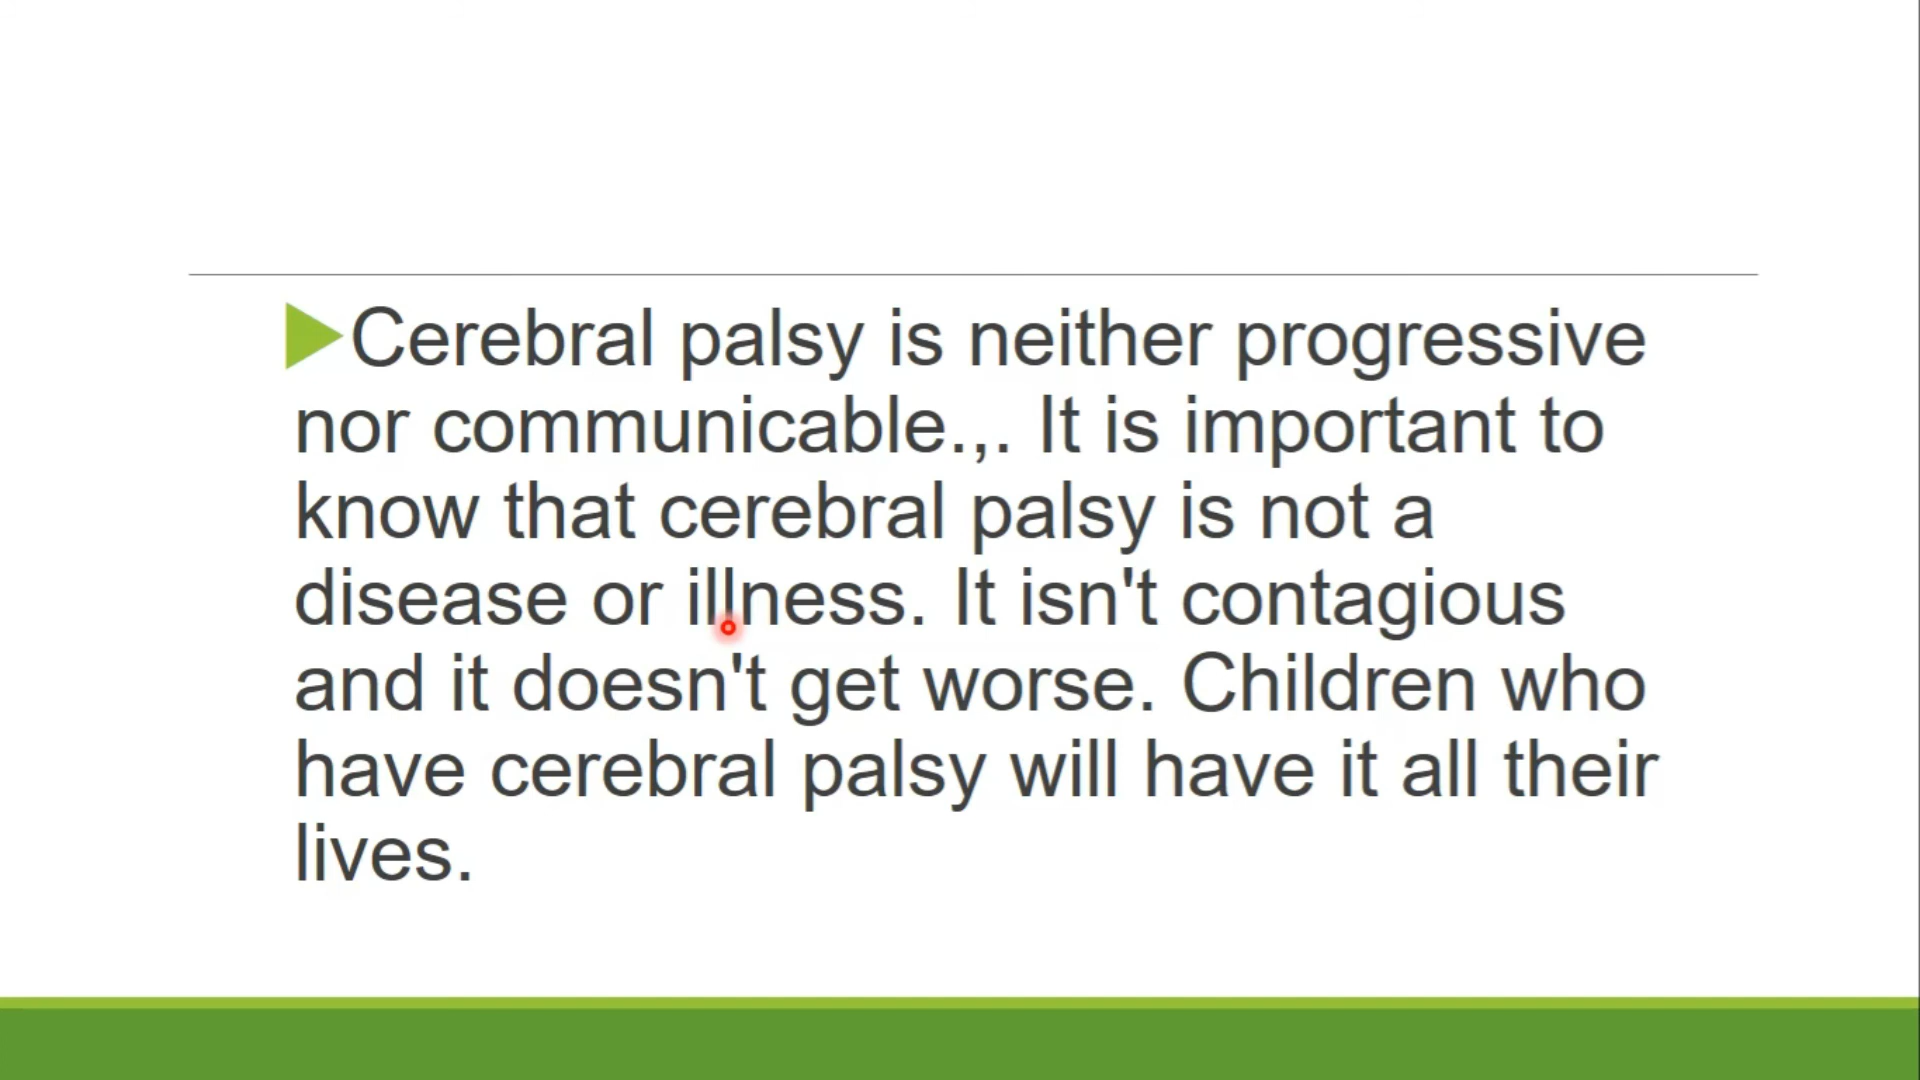 Cerebral palsy is neither progressive
nor communicable.,. It is important to
know that cerebral palsy is not a
disease or illness. It isn't contagious
and it doesn't get worse. Children who
have cerebral palsy will have it all their
lives.